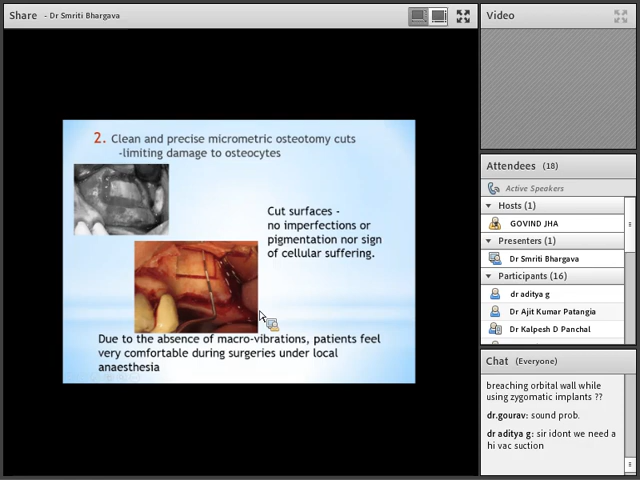 Share - Dr Smriti Bhargava
2. Clean and precise micrometric osteotomy cuts
-limiting damage to osteocytes
Cut surfaces -
no imperfections or
pigmentation nor sign
of cellular suffering.
Due to the absence of macro-vibrations, patients feel
very comfortable during surgeries under local
anaesthesia
Video
Attendees (18)
Active Speakers
Hosts (1)
GOVIND JHA
Presenters (1)
Dr Smriti Bhargava
Participants (16)
dr aditya g
Dr Ajit Kumar Patangia
Dr Kalpesh D Panchal
Chat (Everyone)
breaching orbital wall while
using zygomatic implants ??
dr.gourav: sound prob.
dr aditya g: sir idont we need a
hi vac suction